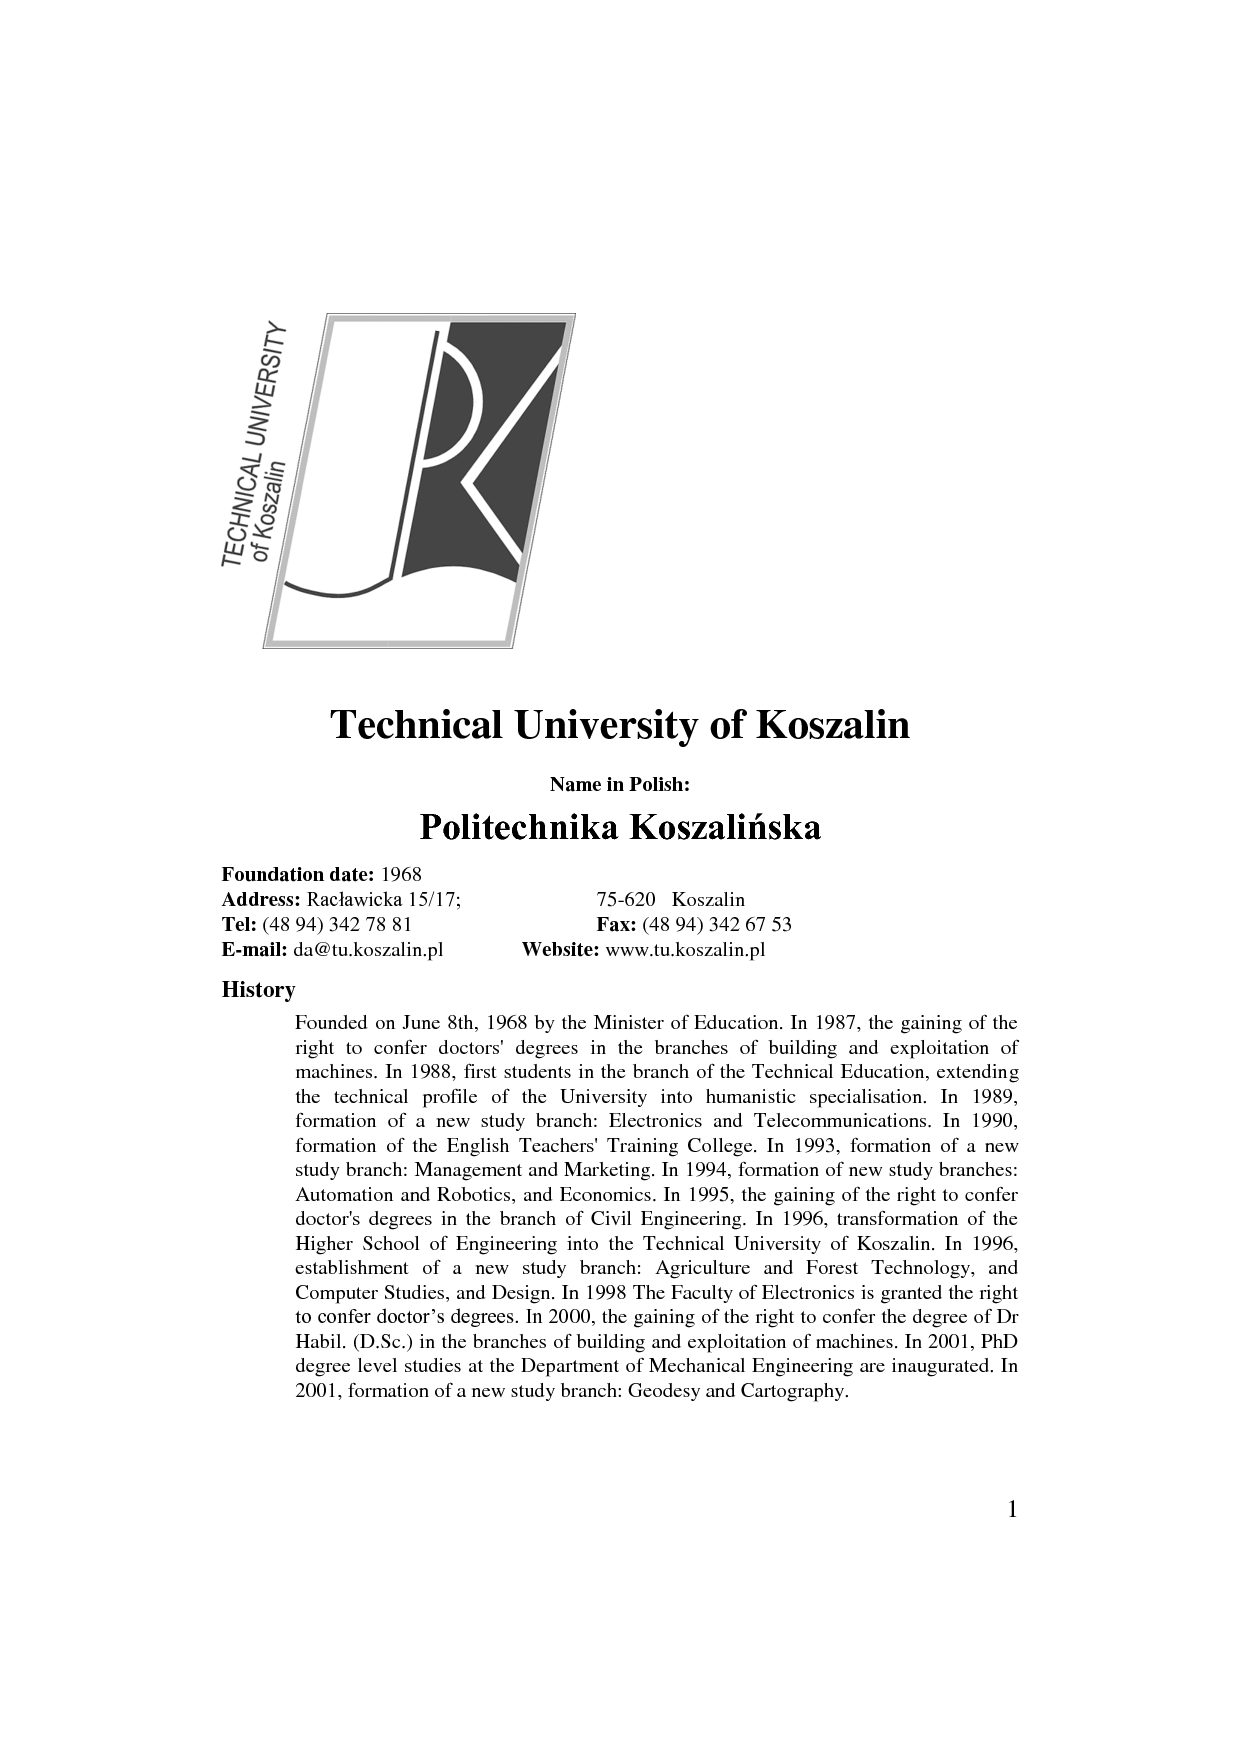 TECHNICAL UNIVERSITY
of Koszalin
Technical University of Koszalin
Name in Polish:
Politechnika Koszalińska
Foundation date: 1968
Address: Racławicka 15/17; 75-620 Koszalin
Tel: (48 94) 342 78 81 Fax: (48 94) 342 67 53
E-mail: da@tu.koszalin.pl Website: www.tu.koszalin.pl
History
Founded on June 8th, 1968 by the Minister of Education. In 1987, the gaining of the
right to confer doctors' degrees in the branches of building and exploitation of
machines. In 1988, first students in the branch of the Technical Education, extending
the technical profile of the University into humanistic specialisation. In 1989,
formation of a new study branch: Electronics and Telecommunications. In 1990,
formation of the English Teachers' Training College. In 1993, formation of a new
study branch: Management and Marketing. In 1994, formation of new study branches:
Automation and Robotics, and Economics. In 1995, the gaining of the right to confer
doctor's degrees in the branch of Civil Engineering. In 1996, transformation of the
Higher School of Engineering into the Technical University of Koszalin. In 1996,
establishment of a new study branch: Agriculture and Forest Technology, and
Computer Studies, and Design. In 1998 The Faculty of Electronics is granted the right
to confer doctor’s degrees. In 2000, the gaining of the right to confer the degree of Dr
Habil. (D.Sc.) in the branches of building and exploitation of machines. In 2001, PhD
degree level studies at the Department of Mechanical Engineering are inaugurated. In
2001, formation of a new study branch: Geodesy and Cartography.
1